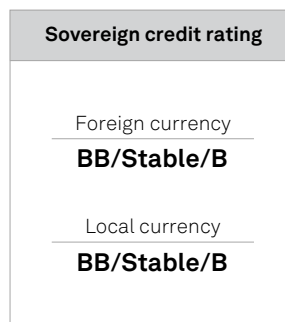 Sovereign credit rating
Foreign currency
BB/Stable/B
Local currency
BB/Stable/B